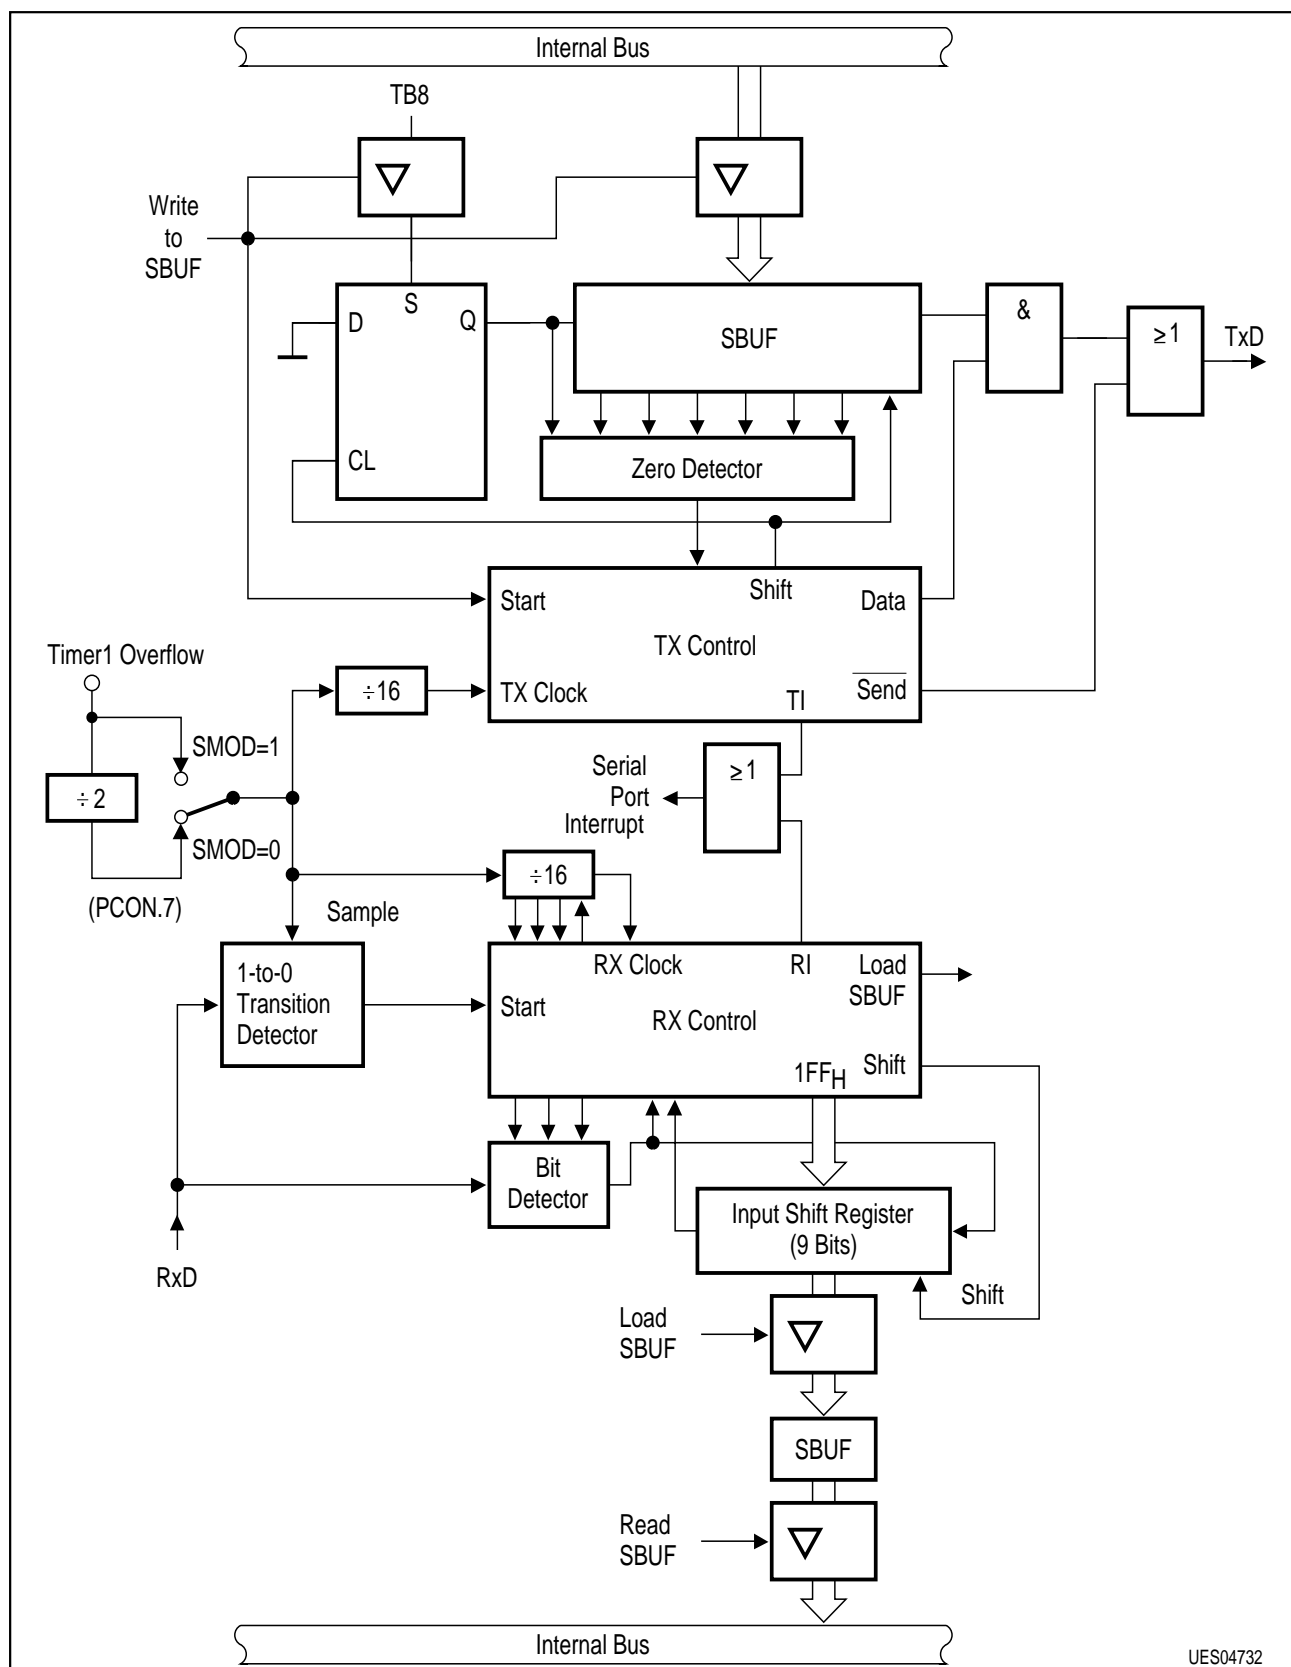 Internal Bus
TB8
Write
to
SBUF
S
D
Q
SBUF
&
≥1
TxD
CL
Zero Detector
Start
Shift
Data
TX Control
Timer1 Overflow
÷16
TX Clock
Send
TI
SMOD=1
÷2
SMOD=0
(PCON.7)
Serial
Port
Interrupt
≥1
÷16
Sample
1-to-0
Transition
Detector
RX Clock
RI
Load
SBUF
Start
RX Control
1FFH
Shift
Bit
Detector
Input Shift Register
(9 Bits)
RxD
Shift
Load
SBUF
SBUF
Read
SBUF
Internal Bus
UES04732